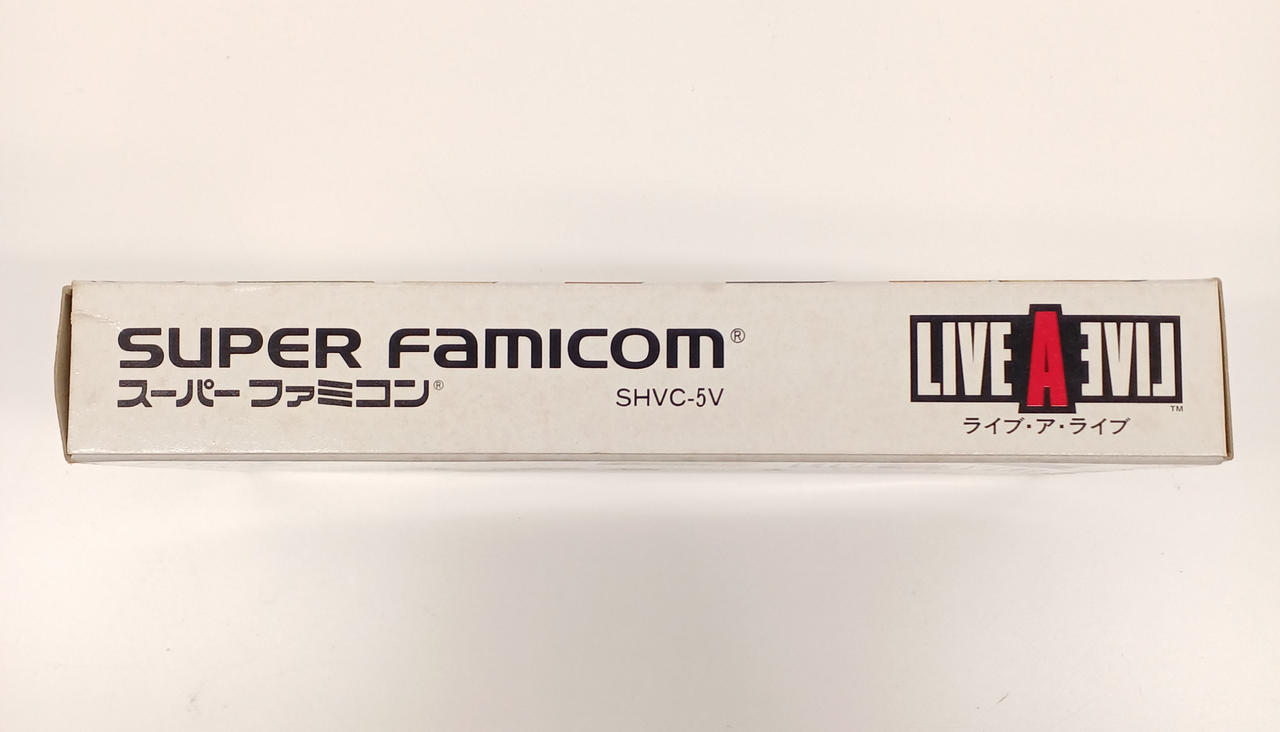 SUPER FAMICOM®
スーパーファミコン®
SHVC-5V
LIVE A EVIL™
ライブ・ア・ライブ